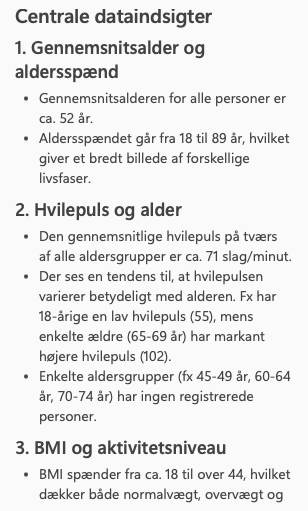 Centrale dataindsigter
1. Gennemsnitsalder og
aldersspænd
• Gennemsnitsalderen for alle personer er
ca. 52 år.
• Aldersspændet går fra 18 til 89 år, hvilket
giver et bredt billede af forskellige
livsfaser.
2. Hvilepuls og alder
• Den gennemsnitlige hvilepuls på tværs
af alle aldersgrupper er ca. 71 slag/minut.
• Der ses en tendens til, at hvilepulsen
varierer betydeligt med alderen. Fx har
18-årige en lav hvilepuls (55), mens
enkelte ældre (65-69 år) har markant
højere hvilepuls (102).
• Enkelte aldersgrupper (fx 45-49 år, 60-64
år, 70-74 år) har ingen registrerede
personer.
3. BMI og aktivitetsniveau
• BMI spænder fra ca. 18 til over 44, hvilket
dækker både normalvægt, overvægt og